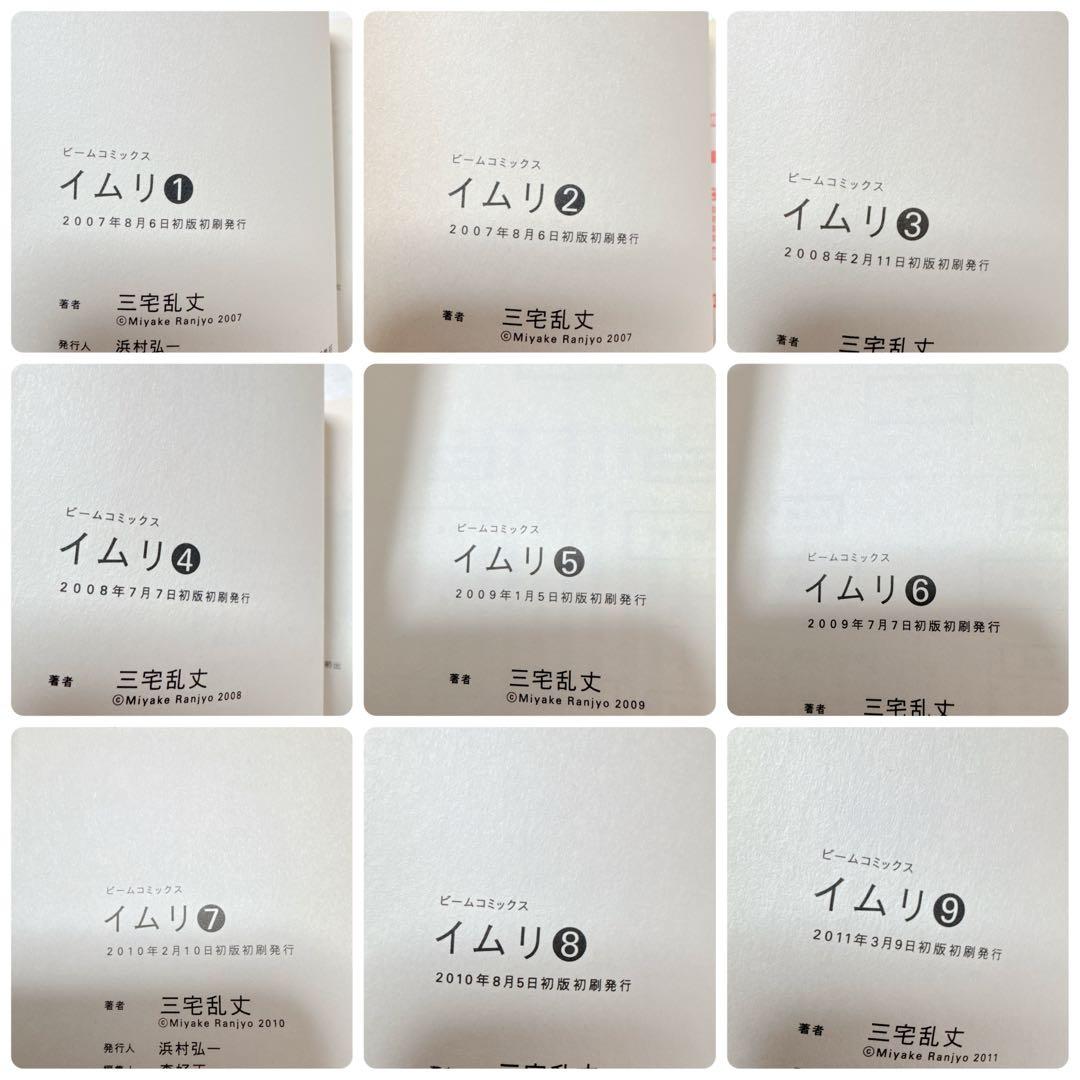 ビームコミックス
イムリ❶
2007年8月6日初版初刷発行
著者 三宅乱丈
©Miyake Ranjyo 2007
発行人 浜村弘一
ビームコミックス
イムリ❷
2007年8月6日初版初刷発行
著者 三宅乱丈
©Miyake Ranjyo 2007
ビームコミックス
イムリ❸
2008年2月11日初版初刷発行
著者 三宅乱丈
ビームコミックス
イムリ❹
2008年7月7日初版初刷発行
著者 三宅乱丈
©Miyake Ranjyo 2008
ビームコミックス
イムリ❺
2009年1月5日初版初刷発行
著者 三宅乱丈
©Miyake Ranjyo 2009
ビームコミックス
イムリ❻
2009年7月7日初版初刷発行
著者 三宅乱丈
ビームコミックス
イムリ❼
2010年2月10日初版初刷発行
著者 三宅乱丈
©Miyake Ranjyo 2010
発行人 浜村弘一
ビームコミックス
イムリ❽
2010年8月5日初版初刷発行
ビームコミックス
イムリ❾
2011年3月9日初版初刷発行
著者 三宅乱丈
©Miyake Ranjyo 2011